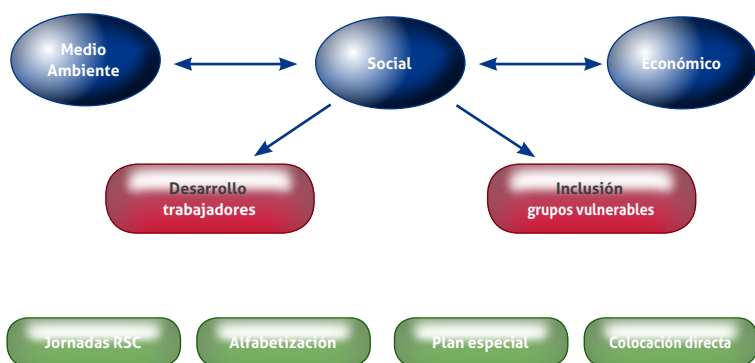 Medio
Ambiente
Social
Económico
Desarrollo
trabajadores
Inclusión
grupos vulnerables
Jornadas RSC
Alfabetización
Plan especial
Colocación directa